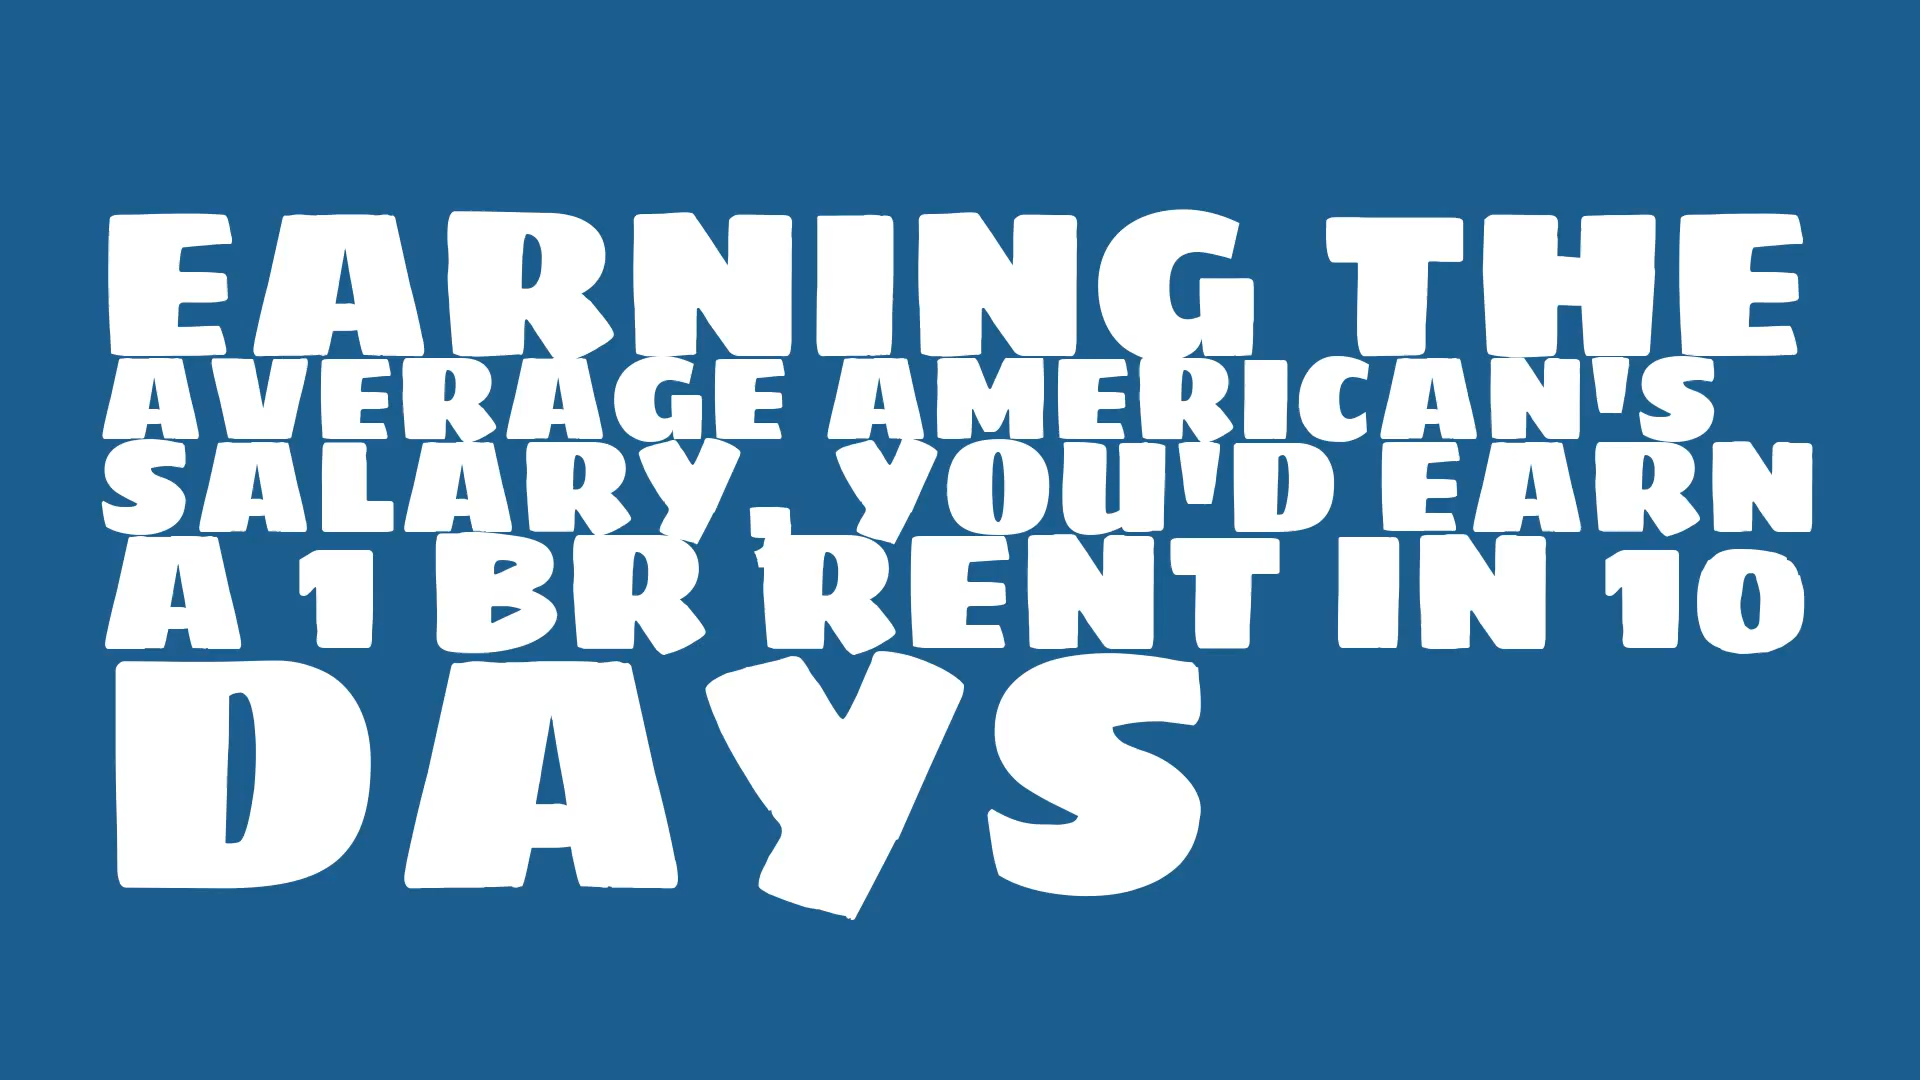 EARNING THE
AVERAGE AMERICAN'S
SALARY, YOU'D EARN
A 1 BR RENT IN 10
DAYS